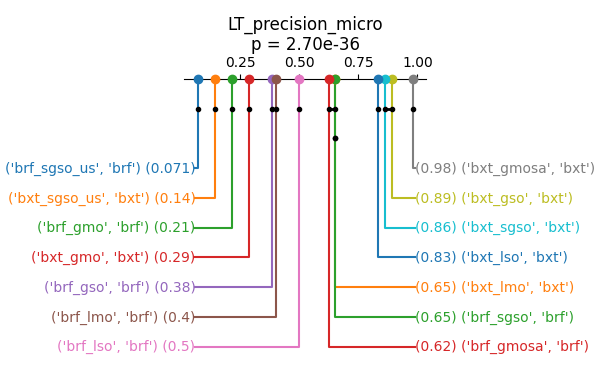 LT_precision_micro
p = 2.70e-36
0.25 0.50 0.75 1.00
('brf_sgso_us', 'brf') (0.071) (0.98) ('bxt_gmosa', 'bxt')
('bxt_sgso_us', 'bxt') (0.14) (0.89) ('bxt_gso', 'bxt')
('brf_gmo', 'brf') (0.21) (0.86) ('bxt_sgso', 'bxt')
('bxt_gmo', 'bxt') (0.29) (0.83) ('bxt_lso', 'bxt')
('brf_gso', 'brf') (0.38) (0.65) ('bxt_lmo', 'bxt')
('brf_lmo', 'brf') (0.4) (0.65) ('brf_sgso', 'brf')
('brf_lso', 'brf') (0.5) (0.62) ('brf_gmosa', 'brf')